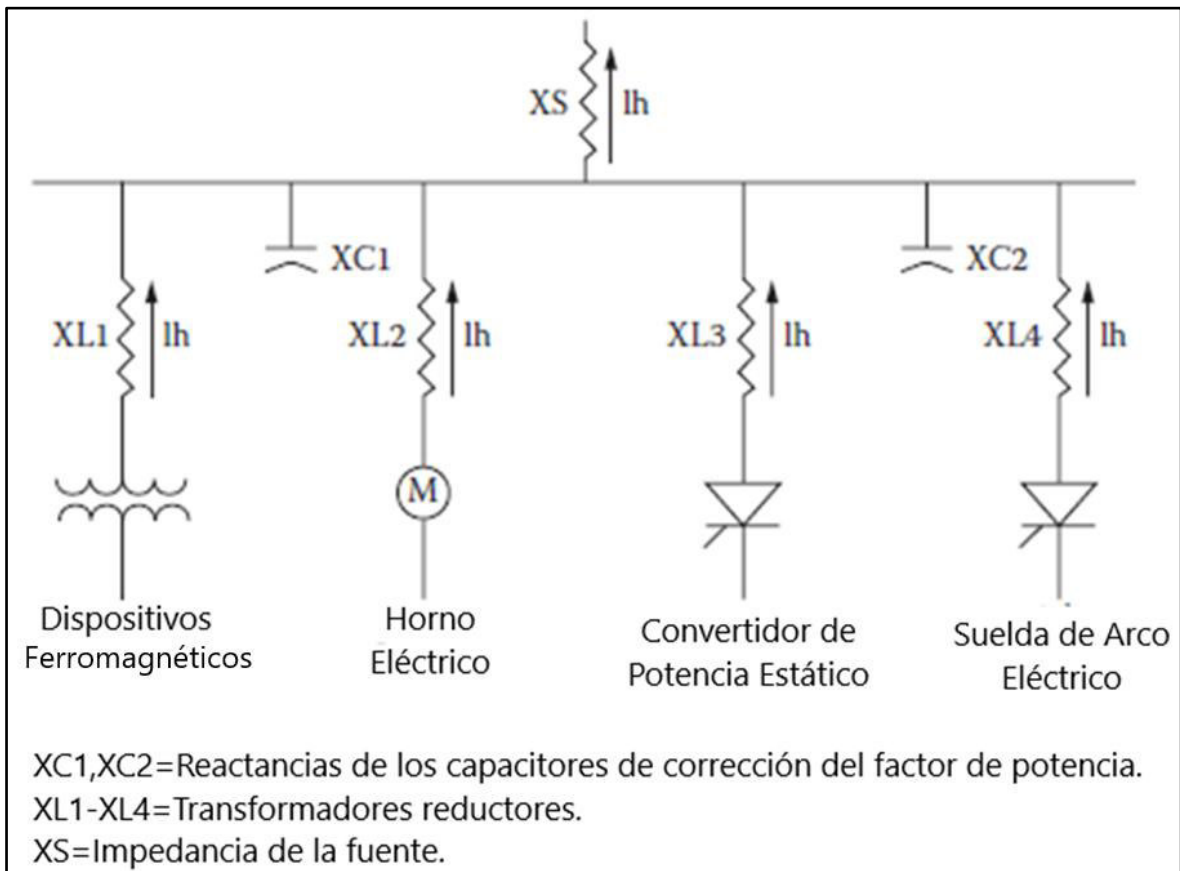 XS
Ih
XC1
XC2
XL1
Ih
XL2
Ih
XL3
Ih
XL4
Ih
M
Dispositivos
Ferromagnéticos
Horno
Eléctrico
Convertidor de
Potencia Estático
Suelda de Arco
Eléctrico
XC1,XC2=Reactancias de los capacitores de corrección del factor de potencia.
XL1-XL4=Transformadores reductores.
XS=Impedancia de la fuente.